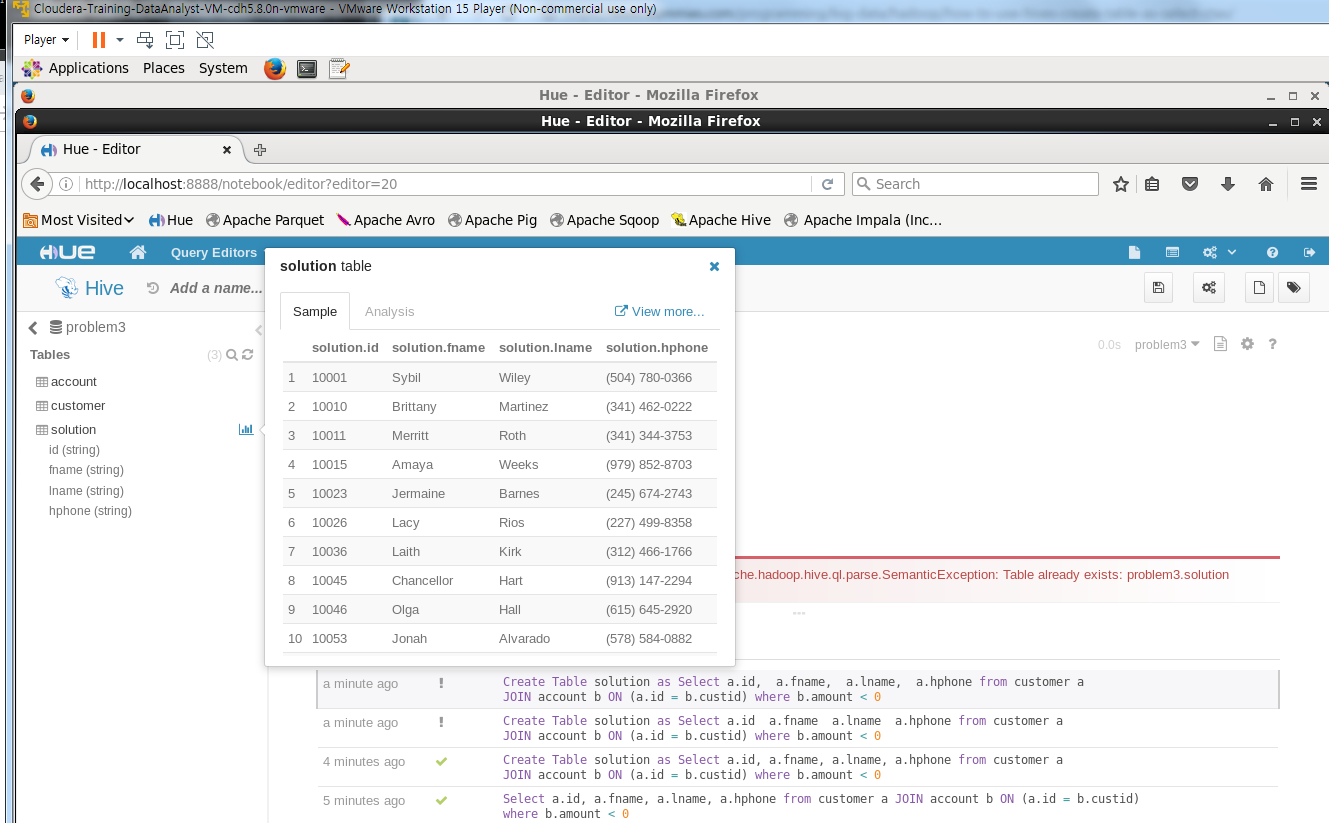 Cloudera-Training-DataAnalyst-VM-cdh5.8.0n-vmware - VMware Workstation 15 Player (Non-commercial use only)
Player
Applications Places System
Hue - Editor - Mozilla Firefox
Hue - Editor - Mozilla Firefox
Hue - Editor
http://localhost:8888/notebook/editor?editor=20
Search
Most Visited Hue Apache Parquet Apache Avro Apache Pig Apache Sqoop Apache Hive Apache Impala (Inc...
HUE Query Editors
solution table
Hive Add a name...
Sample Analysis View more...
problem3
0.0s problem3
Tables (3)
solution.id solution.fname solution.lname solution.hphone
account
customer
solution
id (string)
fname (string)
lname (string)
hphone (string)
1 10001 Sybil Wiley (504) 780-0366
2 10010 Brittany Martinez (341) 462-0222
3 10011 Merritt Roth (341) 344-3753
4 10015 Amaya Weeks (979) 852-8703
5 10023 Jermaine Barnes (245) 674-2743
6 10026 Lacy Rios (227) 499-8358
7 10036 Laith Kirk (312) 466-1766
8 10045 Chancellor Hart (913) 147-2294
9 10046 Olga Hall (615) 645-2920
10 10053 Jonah Alvarado (578) 584-0882
che.hadoop.hive.ql.parse.SemanticException: Table already exists: problem3.solution
a minute ago ! Create Table solution as Select a.id, a.fname, a.lname, a.hphone from customer a
JOIN account b ON (a.id = b.custid) where b.amount < 0
a minute ago ! Create Table solution as Select a.id a.fname a.lname a.hphone from customer a
JOIN account b ON (a.id = b.custid) where b.amount < 0
4 minutes ago Create Table solution as Select a.id, a.fname, a.lname, a.hphone from customer a
JOIN account b ON (a.id = b.custid) where b.amount < 0
5 minutes ago Select a.id, a.fname, a.lname, a.hphone from customer a JOIN account b ON (a.id = b.custid)
where b.amount < 0